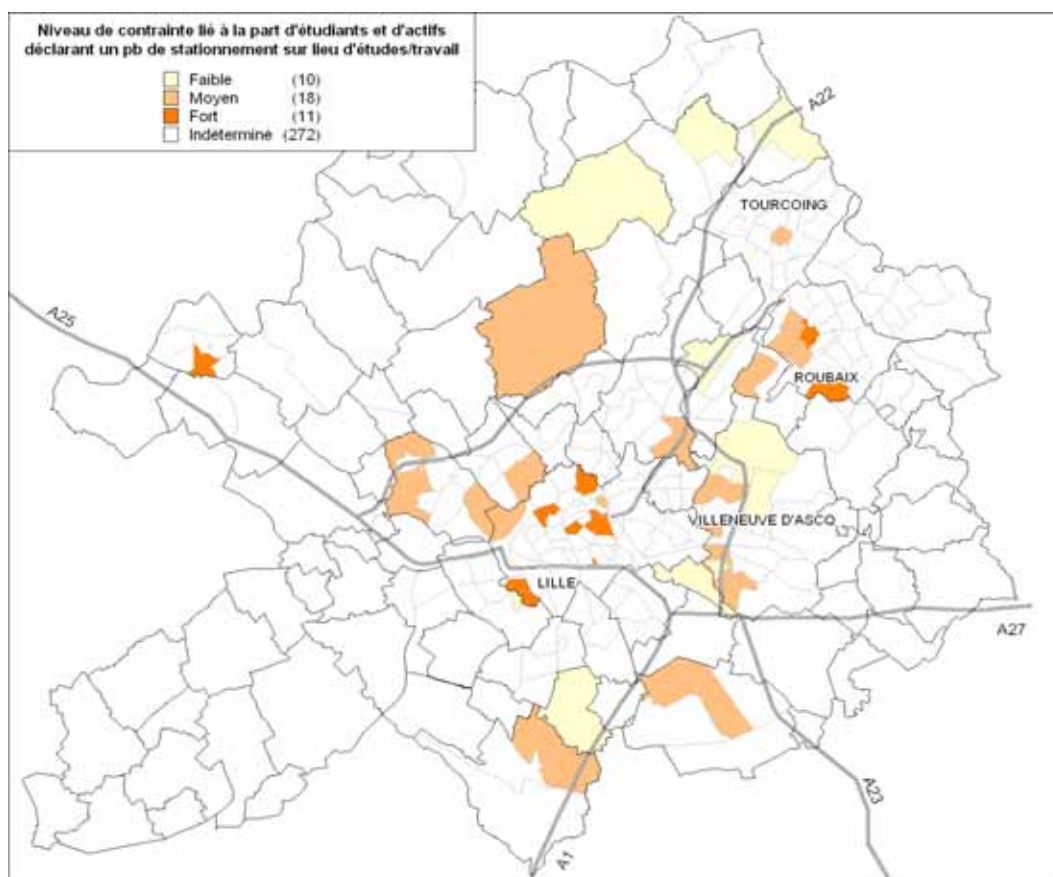 Niveau de contrainte lié à la part d'étudiants et d'actifs
déclarant un pb de stationnement sur lieu d'études/travail
Faible (10)
Moyen (18)
Fort (11)
Indéterminé (272)
A22
TOURCOING
A25
ROUBAIX
VILLENEUVE D'ASCQ
LILLE
A27
A23
A1